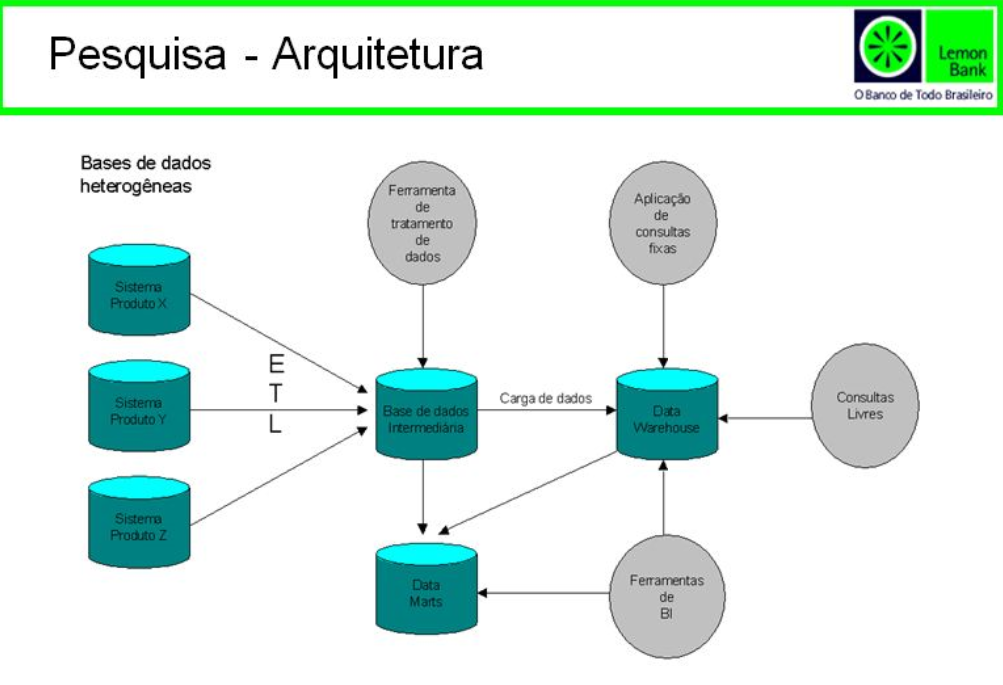 Pesquisa - Arquitetura
Lemon
Bank
O Banco de Todo Brasileiro
Bases de dados
heterogêneas
Ferramenta
de
tratamento
de
dados
Aplicação
de
consultas
fixas
Sistema
Produto X
E
T
L
Sistema
Produto Y
Base de dados
Intermediária
Carga de dados
Data
Warehouse
Consultas
Livres
Sistema
Produto Z
Data
Marts
Ferramentas
de
BI